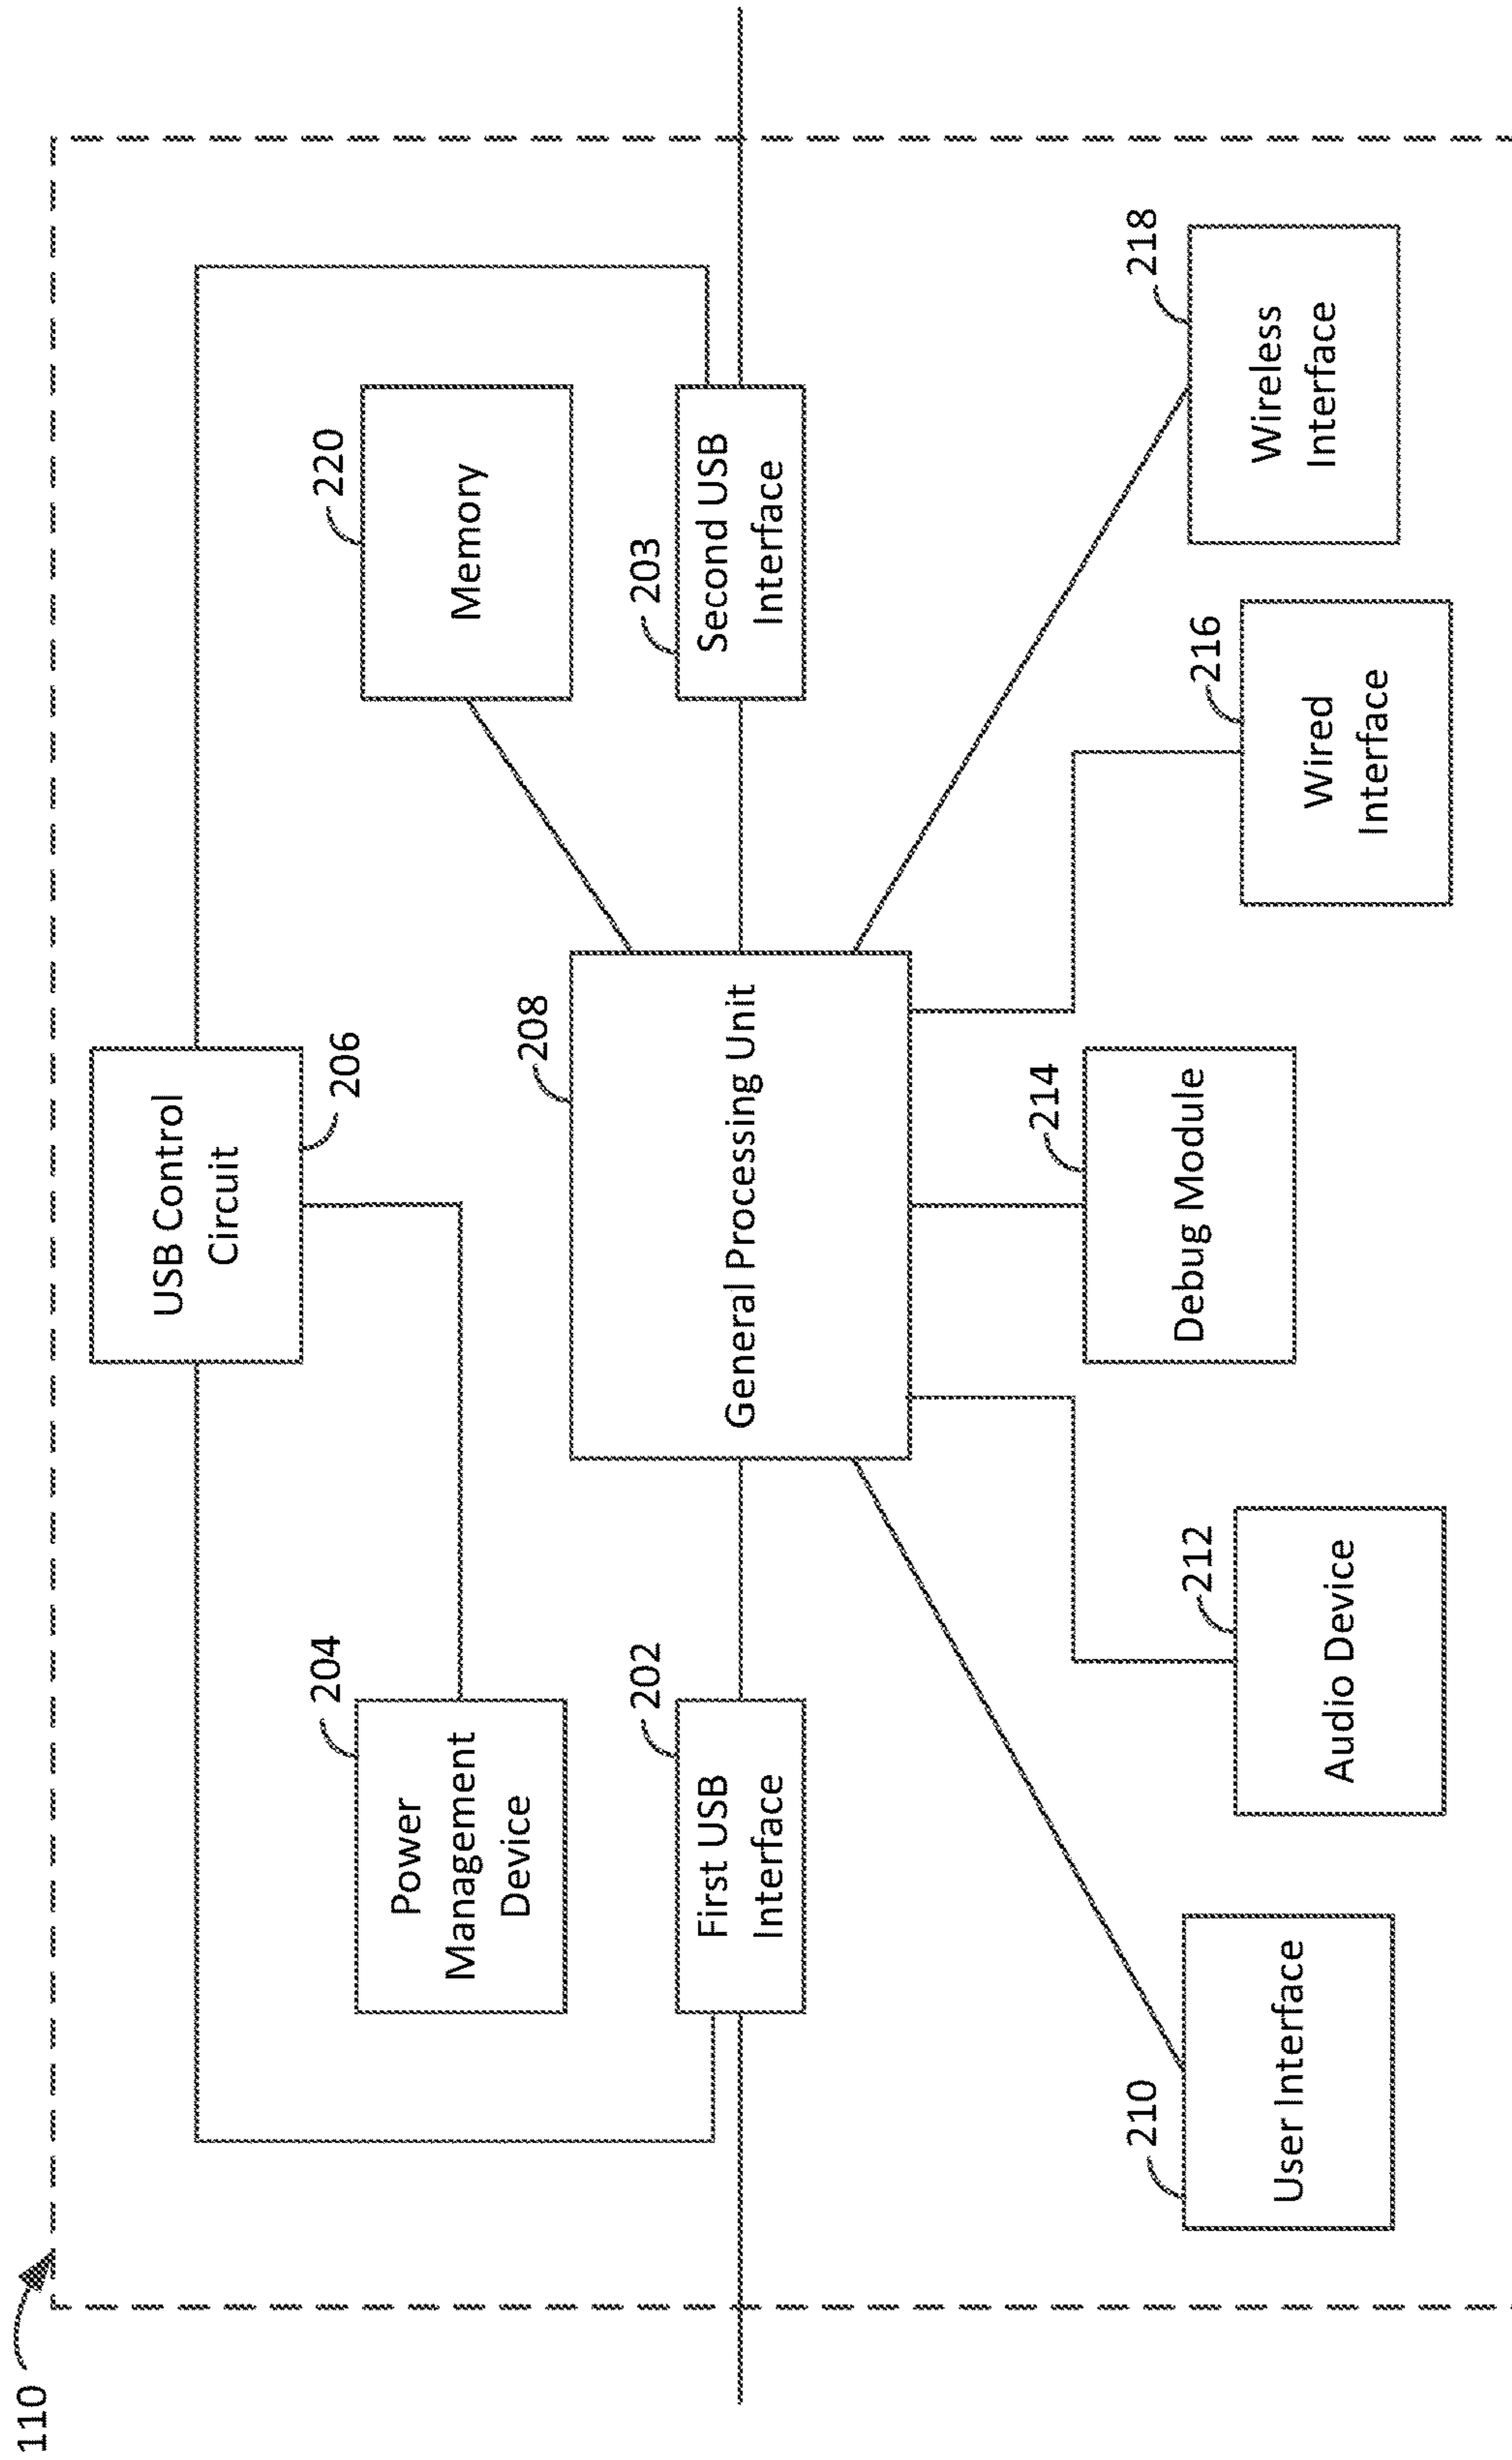 110
USB Control
Circuit
206
204
Power
Management
Device
220
Memory
202
First USB
Interface
208
General Processing Unit
203
Second USB
Interface
210
User Interface
212
Audio Device
214
Debug Module
216
Wired
Interface
218
Wireless
Interface